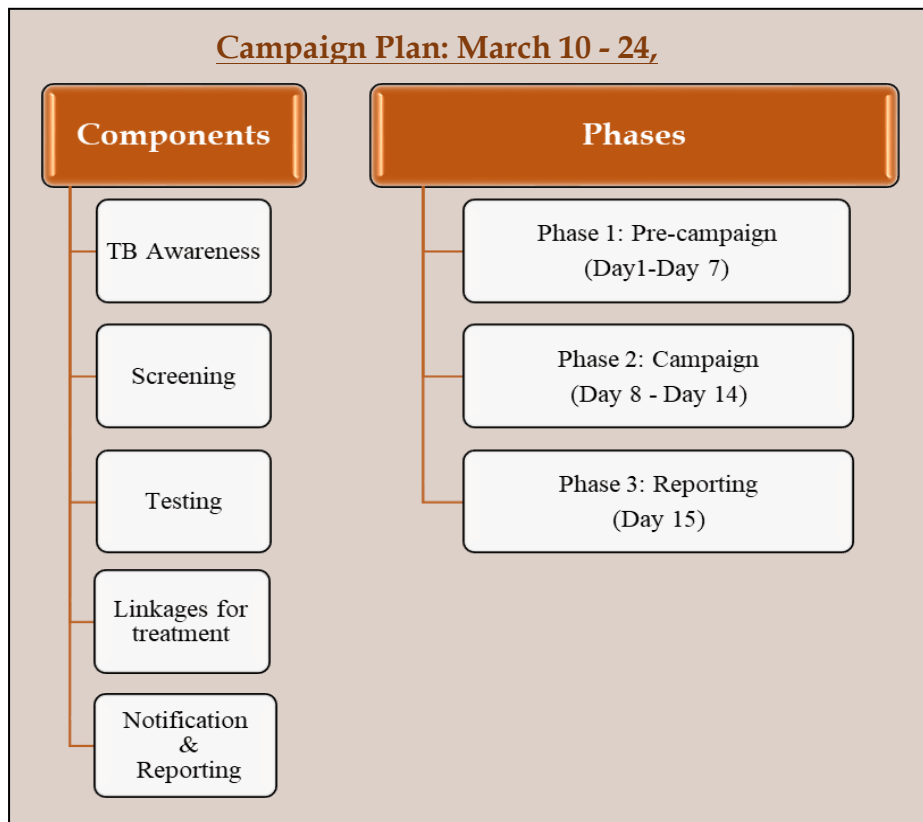 Campaign Plan: March 10 - 24,
Components
TB Awareness
Screening
Testing
Linkages for
treatment
Notification
&
Reporting
Phases
Phase 1: Pre-campaign
(Day1-Day 7)
Phase 2: Campaign
(Day 8 - Day 14)
Phase 3: Reporting
(Day 15)